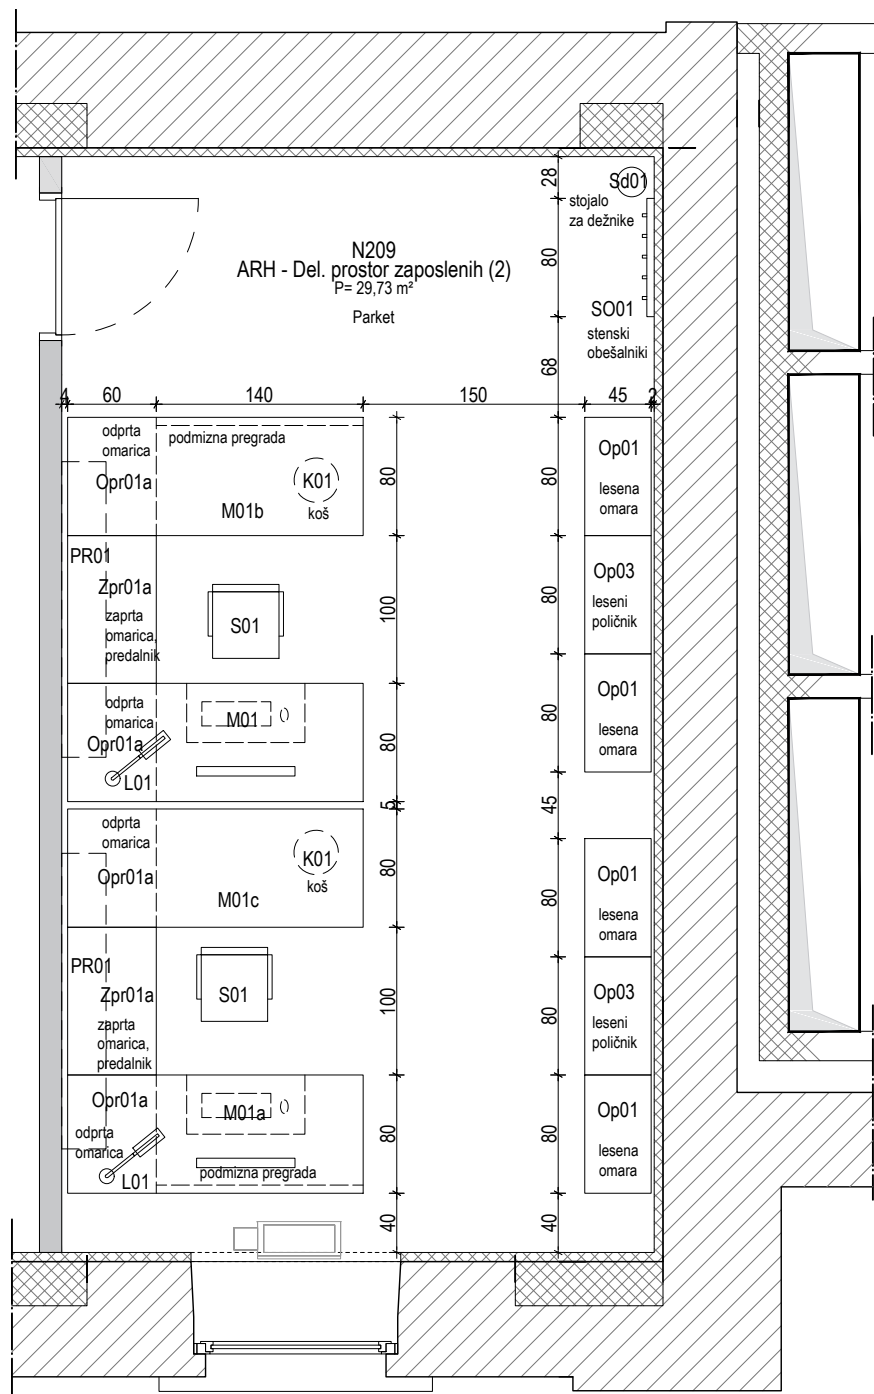 28
Sd01
stojalo
za dežnike
N209
ARH - Del. prostor zaposlenih (2)
P= 29,73 m²
Parket
80
SO01
stenski
obešalniki
68
4
60
140
150
45
2
odprta
omarica
podmizna pregrada
Opr01a
K01
koš
M01b
80
80
Op01
lesena
omara
PR01
Zpr01a
zaprta
omarica,
predalnik
S01
100
80
Op03
leseni
poličnik
odprta
omarica
Opr01a
M01
L01
80
80
Op01
lesena
omara
5
45
odprta
omarica
Opr01a
K01
koš
M01c
80
80
Op01
lesena
omara
PR01
Zpr01a
zaprta
omarica,
predalnik
S01
100
80
Op03
leseni
poličnik
Opr01a
odprta
omarica
M01a
L01
podmizna pregrada
80
80
Op01
lesena
omara
40
40